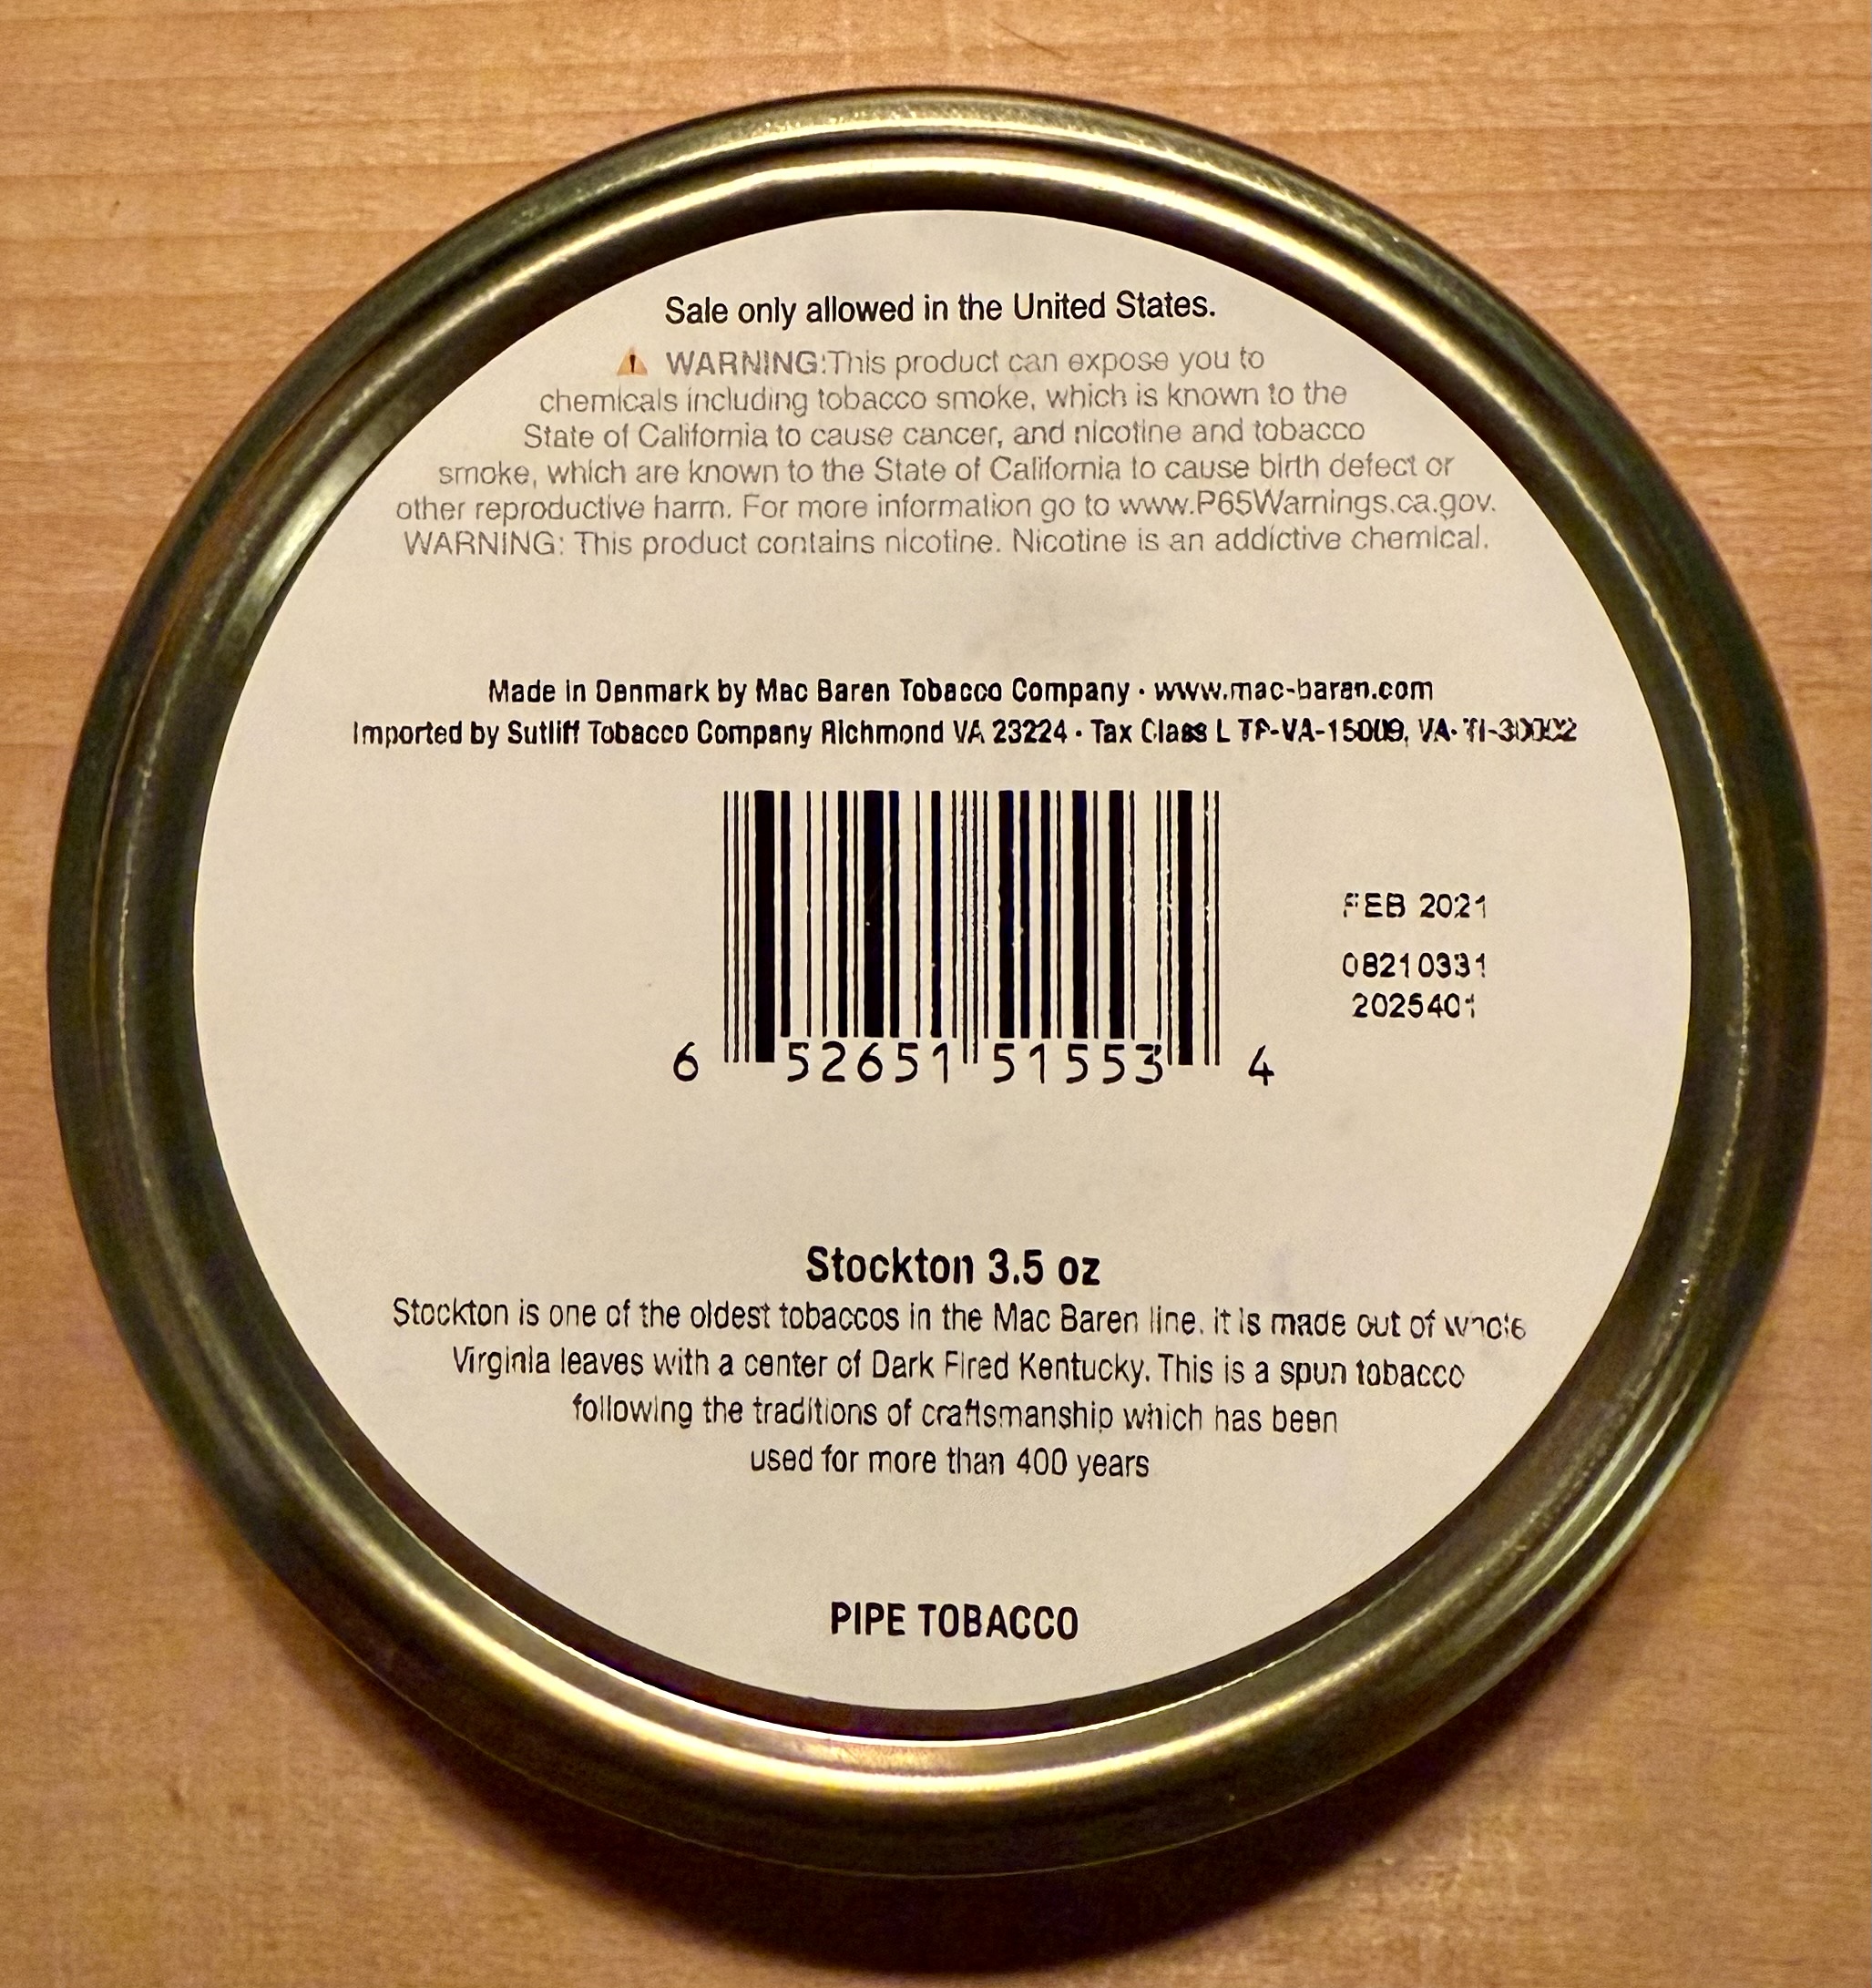 Sale only allowed in the United States.
⚠ WARNING:This product can expose you to
chemicals including tobacco smoke, which is known to the
State of California to cause cancer, and nicotine and tobacco
smoke, which are known to the State of California to cause birth defect or
other reproductive harm. For more information go to www.P65Warnings.ca.gov.
WARNING: This product contains nicotine. Nicotine is an addictive chemical.
Made in Denmark by Mac Baren Tobacco Company · www.mac-baren.com
Imported by Sutliff Tobacco Company Richmond VA 23224 · Tax Class L TP-VA-15009, VA-TI-30002
FEB 2021
08210331
2025401
6 52651 51553 4
Stockton 3.5 oz
Stockton is one of the oldest tobaccos in the Mac Baren line. it is made out of whole
Virginia leaves with a center of Dark Fired Kentucky. This is a spun tobacco
following the traditions of craftsmanship which has been
used for more than 400 years
PIPE TOBACCO